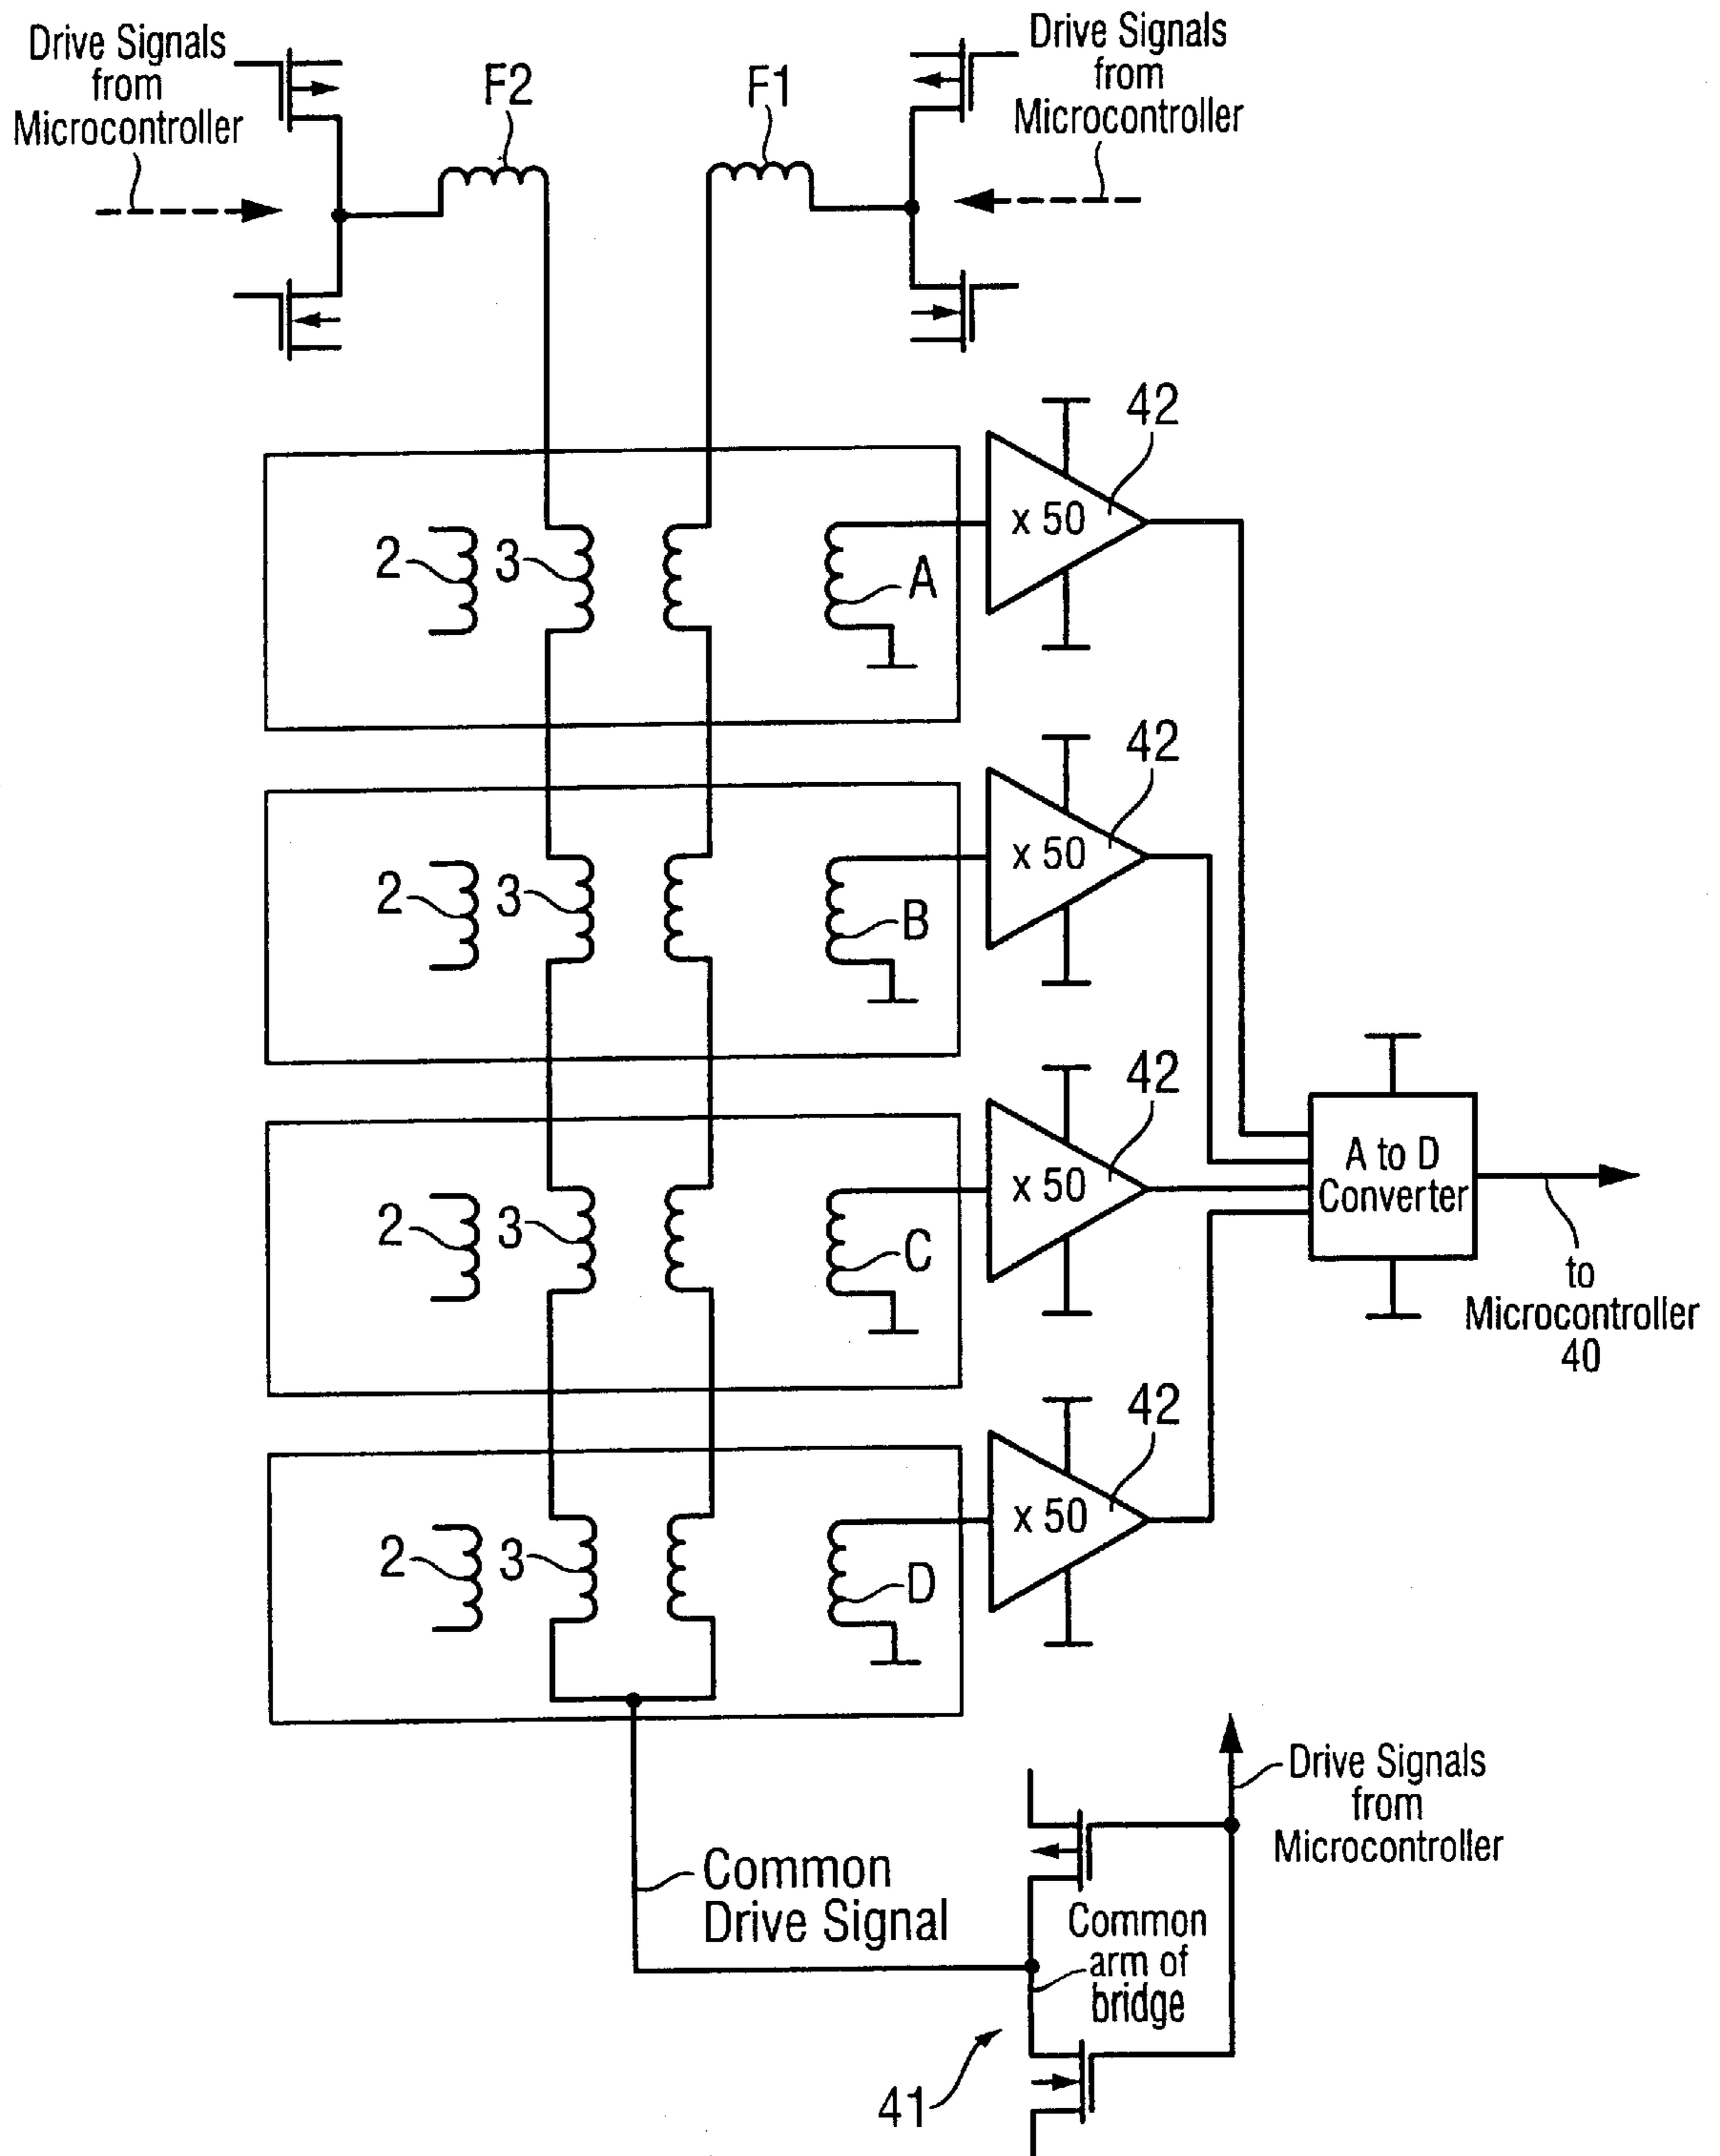 Drive Signals
from
Microcontroller
F2
F1
Drive Signals
from
Microcontroller
42
x 50
2
3
A
42
x 50
2
3
B
42
x 50
2
3
C
A to D
Converter
to
Microcontroller
40
42
x 50
2
3
D
Drive Signals
from
Microcontroller
Common
Drive Signal
Common
arm of
bridge
41